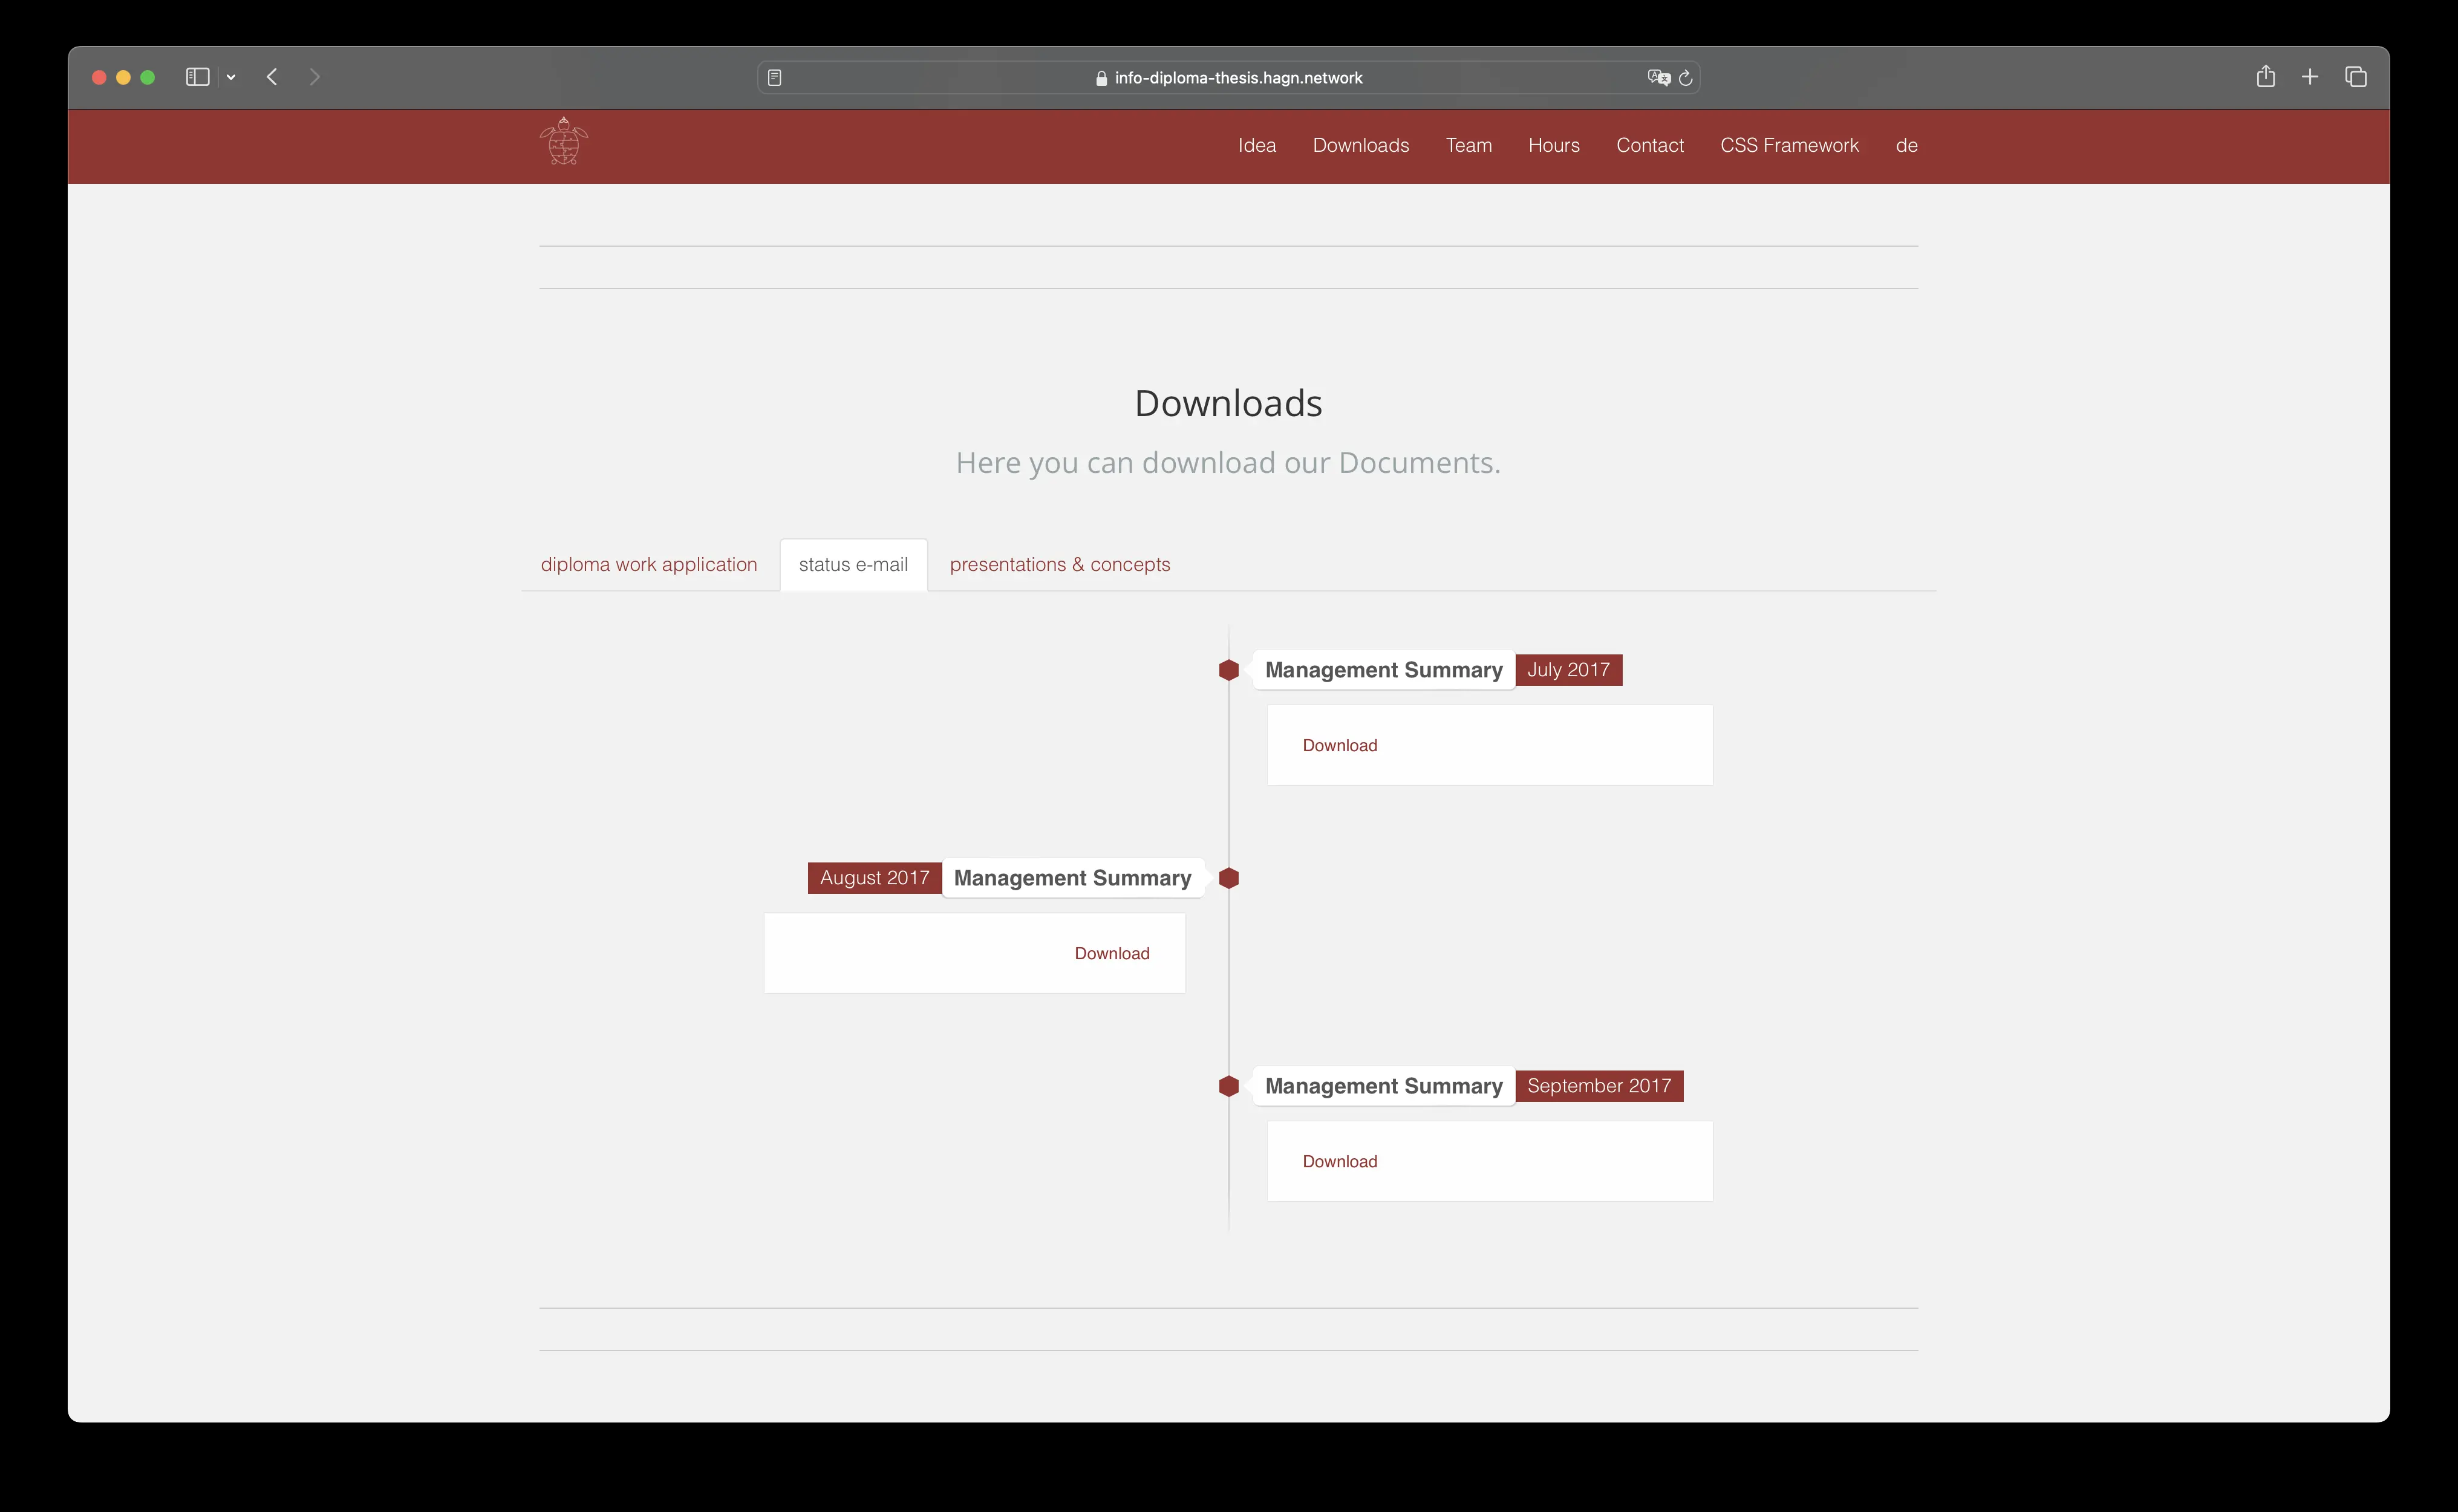 info-diploma-thesis.hagn.network
Idea Downloads Team Hours Contact CSS Framework de
Downloads
Here you can download our Documents.
diploma work application status e-mail presentations & concepts
Management Summary July 2017
Download
August 2017 Management Summary
Download
Management Summary September 2017
Download